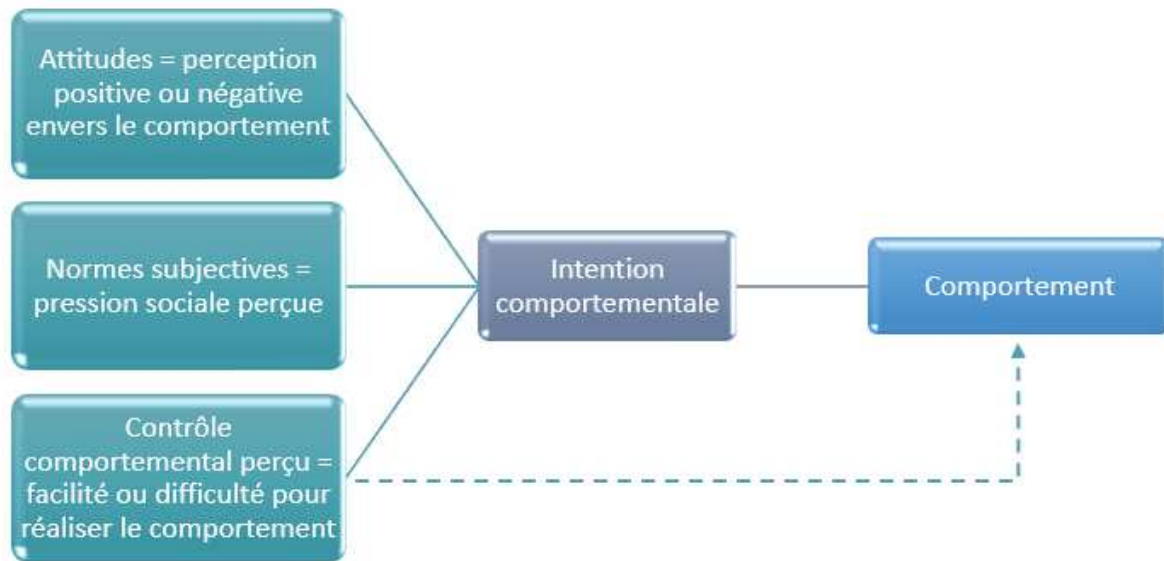 Attitudes = perception
positive ou négative
envers le comportement
Normes subjectives =
pression sociale perçue
Contrôle
comportemental perçu =
facilité ou difficulté pour
réaliser le comportement
Intention
comportementale
Comportement